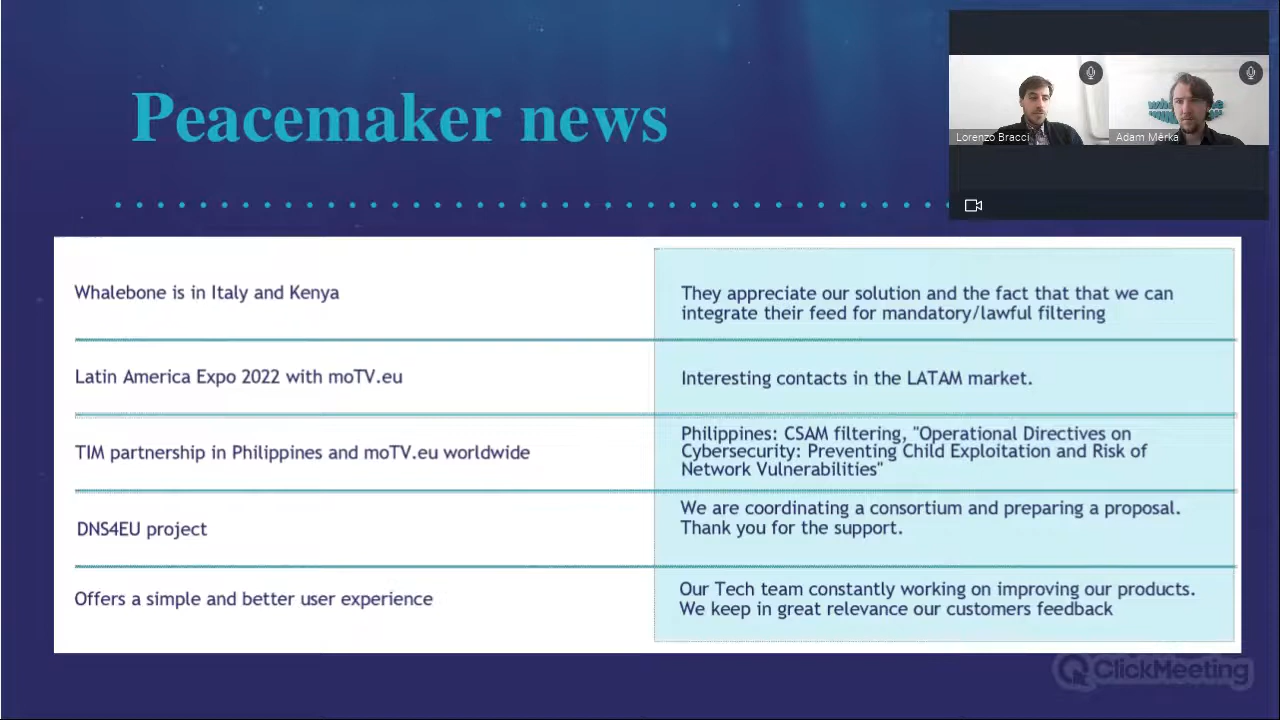 Peacemaker news
Lorenzo Bracci
Adam Měrka
Whalebone is in Italy and Kenya
They appreciate our solution and the fact that that we can
integrate their feed for mandatory/lawful filtering
Latin America Expo 2022 with moTV.eu
Interesting contacts in the LATAM market.
TIM partnership in Philippines and moTV.eu worldwide
Philippines: CSAM filtering, "Operational Directives on
Cybersecurity: Preventing Child Exploitation and Risk of
Network Vulnerabilities"
DNS4EU project
We are coordinating a consortium and preparing a proposal.
Thank you for the support.
Offers a simple and better user experience
Our Tech team constantly working on improving our products.
We keep in great relevance our customers feedback
ClickMeeting